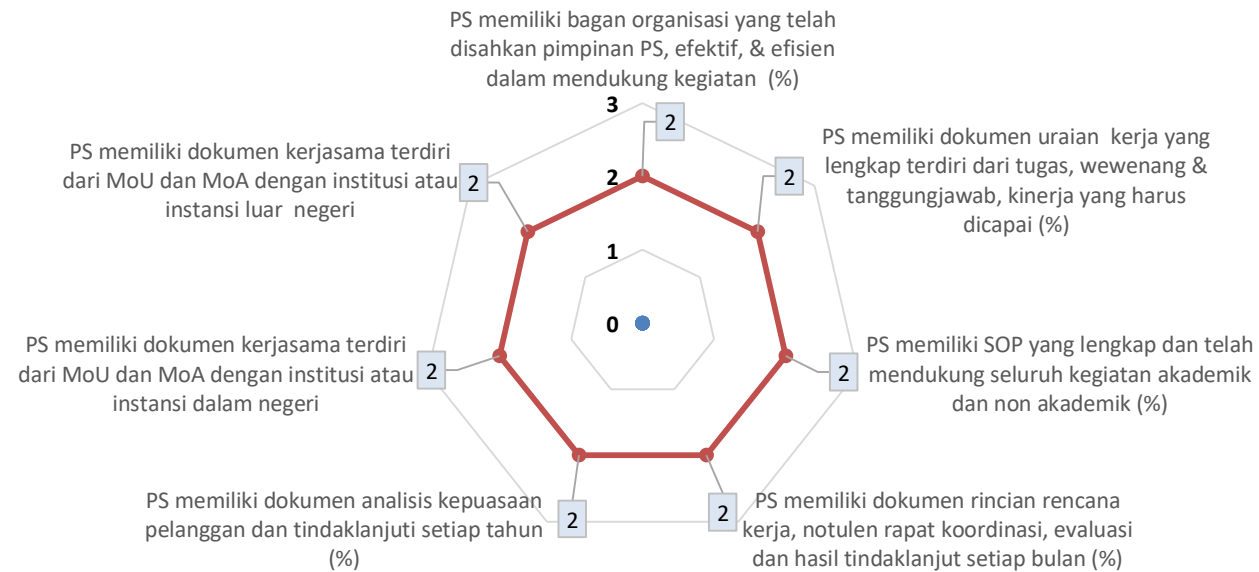 PS memiliki bagan organisasi yang telah
disahkan pimpinan PS, efektif, & efisien
dalam mendukung kegiatan (%)
3
2
PS memiliki dokumen uraian kerja yang
lengkap terdiri dari tugas, wewenang &
tanggungjawab, kinerja yang harus
dicapai (%)
2
PS memiliki dokumen kerjasama terdiri
dari MoU dan MoA dengan institusi atau
instansi luar negeri
2
2
1
0
PS memiliki SOP yang lengkap dan telah
mendukung seluruh kegiatan akademik
dan non akademik (%)
2
PS memiliki dokumen kerjasama terdiri
dari MoU dan MoA dengan institusi atau
instansi dalam negeri
2
PS memiliki dokumen analisis kepuasaan
pelanggan dan tindaklanjuti setiap tahun
(%)
2
2
PS memiliki dokumen rincian rencana
kerja, notulen rapat koordinasi, evaluasi
dan hasil tindaklanjut setiap bulan (%)